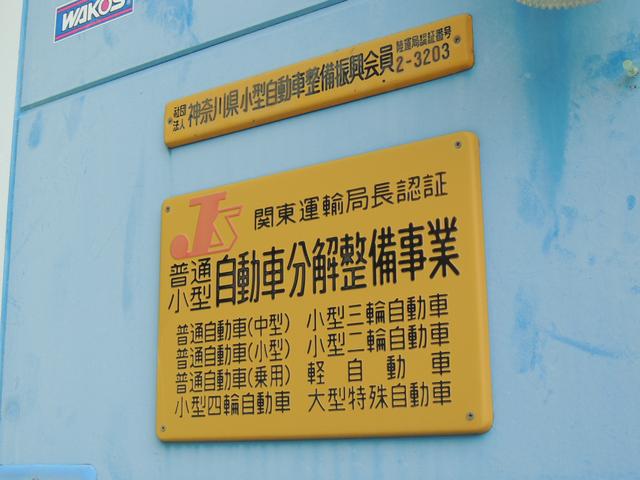 WAKO'S
社団法人 神奈川県小型自動車整備振興会員 陸運局認証番号 2-3203
JS 関東運輸局長認証
普通小型 自動車分解整備事業
普通自動車(中型) 小型三輪自動車
普通自動車(小型) 小型二輪自動車
普通自動車(乗用) 軽自動車
小型四輪自動車 大型特殊自動車